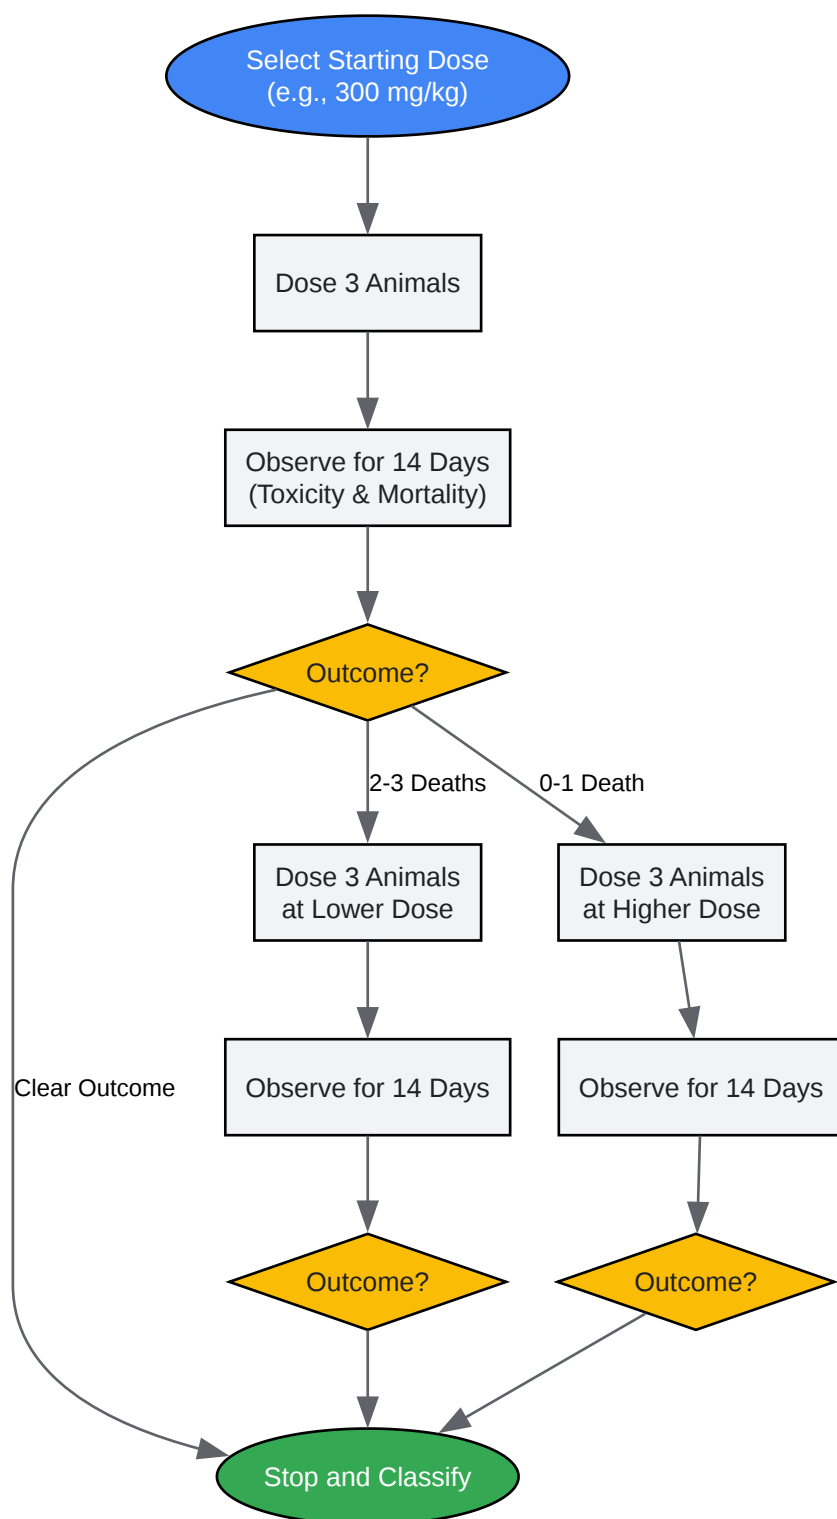 Select Starting Dose
(e.g., 300 mg/kg)
Dose 3 Animals
Observe for 14 Days
(Toxicity & Mortality)
Outcome?
2-3 Deaths
0-1 Death
Dose 3 Animals
at Lower Dose
Dose 3 Animals
at Higher Dose
Clear Outcome
Observe for 14 Days
Observe for 14 Days
Outcome?
Outcome?
Stop and Classify